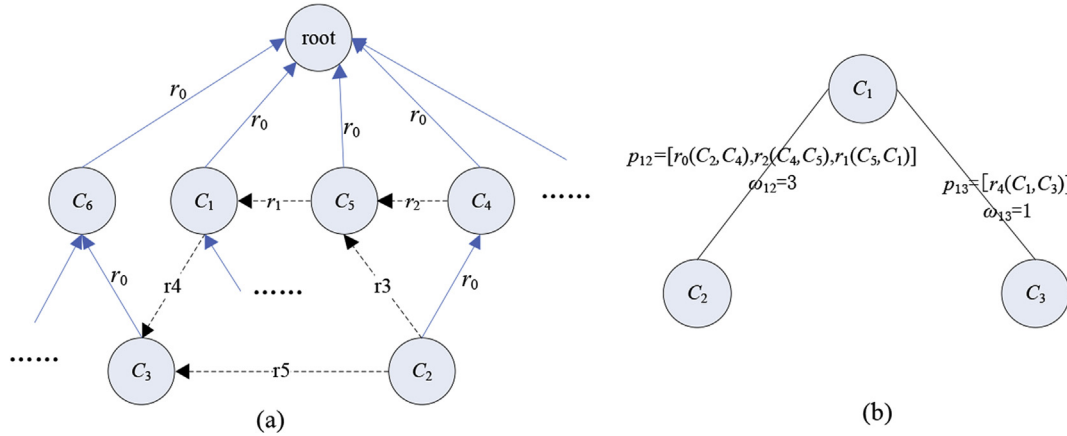 root
r₀
r₀
r₀
r₀
C₆
C₁
r₁
C₅
r₂
C₄
......
r₀
r4
......
r3
r₀
......
C₃
r5
C₂
(a)
C₁
p₁₂=[r₀(C₂,C₄),r₂(C₄,C₅),r₁(C₅,C₁)]
ω₁₂=3
p₁₃=[r₄(C₁,C₃)]
ω₁₃=1
C₂
C₃
(b)